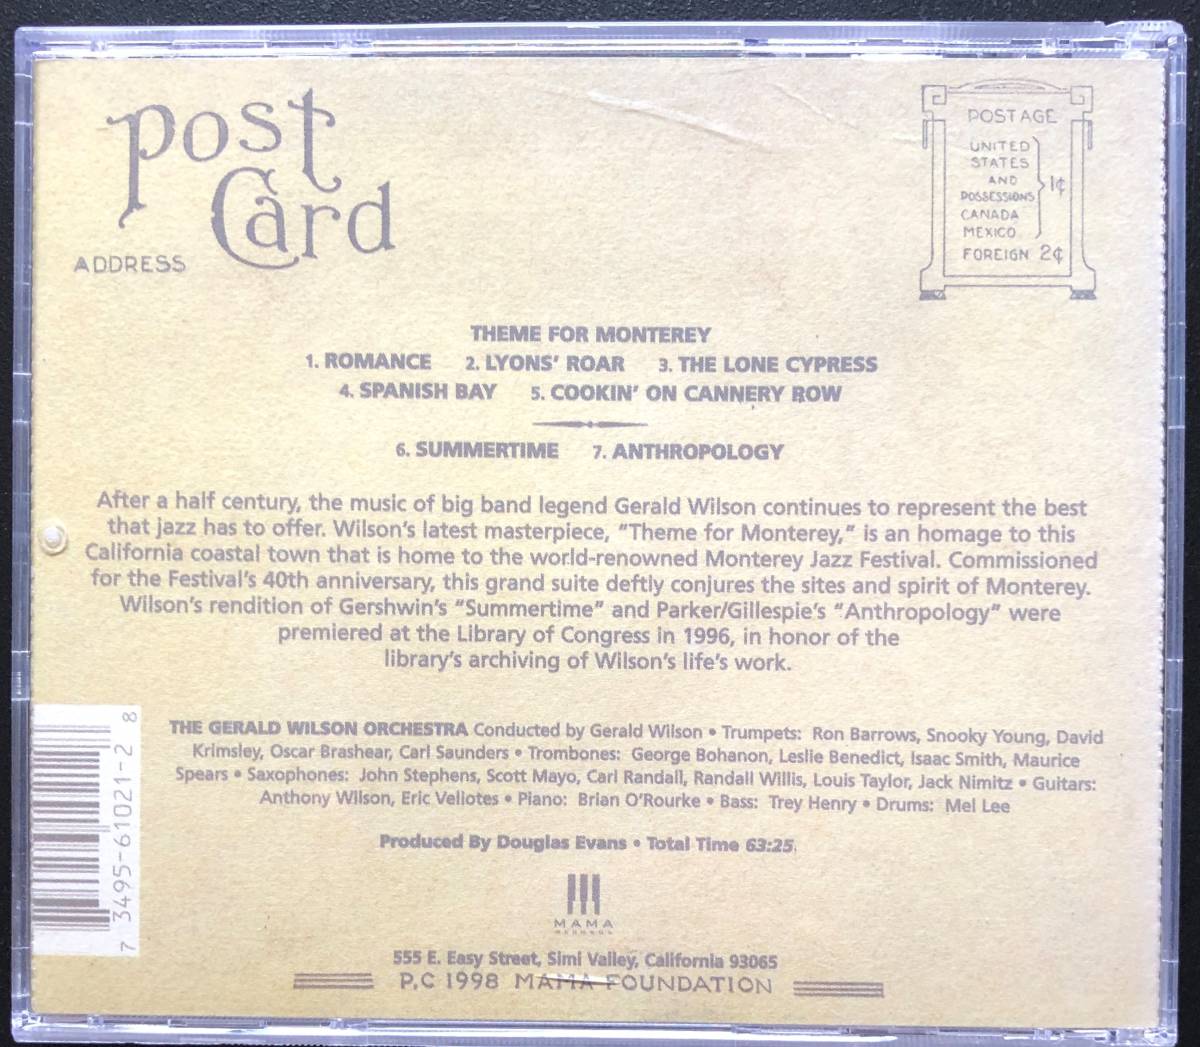 post
Card
ADDRESS
POSTAGE
UNITED
STATES
AND
POSSESSIONS
CANADA
MEXICO
1¢
FOREIGN 2¢
THEME FOR MONTEREY
1. ROMANCE 2. LYONS' ROAR 3. THE LONE CYPRESS
4. SPANISH BAY 5. COOKIN' ON CANNERY ROW
6. SUMMERTIME 7. ANTHROPOLOGY
After a half century, the music of big band legend Gerald Wilson continues to represent the best
that jazz has to offer. Wilson's latest masterpiece, "Theme for Monterey," is an homage to this
California coastal town that is home to the world-renowned Monterey Jazz Festival. Commissioned
for the Festival's 40th anniversary, this grand suite deftly conjures the sites and spirit of Monterey.
Wilson's rendition of Gershwin's "Summertime" and Parker/Gillespie's "Anthropology" were
premiered at the Library of Congress in 1996, in honor of the
library's archiving of Wilson's life's work.
THE GERALD WILSON ORCHESTRA Conducted by Gerald Wilson • Trumpets: Ron Barrows, Snooky Young, David
Krimsley, Oscar Brashear, Carl Saunders • Trombones: George Bohanon, Leslie Benedict, Isaac Smith, Maurice
Spears • Saxophones: John Stephens, Scott Mayo, Carl Randall, Randall Willis, Louis Taylor, Jack Nimitz • Guitars:
Anthony Wilson, Eric Vellotes • Piano: Brian O'Rourke • Bass: Trey Henry • Drums: Mel Lee
Produced By Douglas Evans • Total Time 63:25
7 3495-61021-2 8
MAMA
RECORDS
555 E. Easy Street, Simi Valley, California 93065
P,C 1998 MAMA FOUNDATION